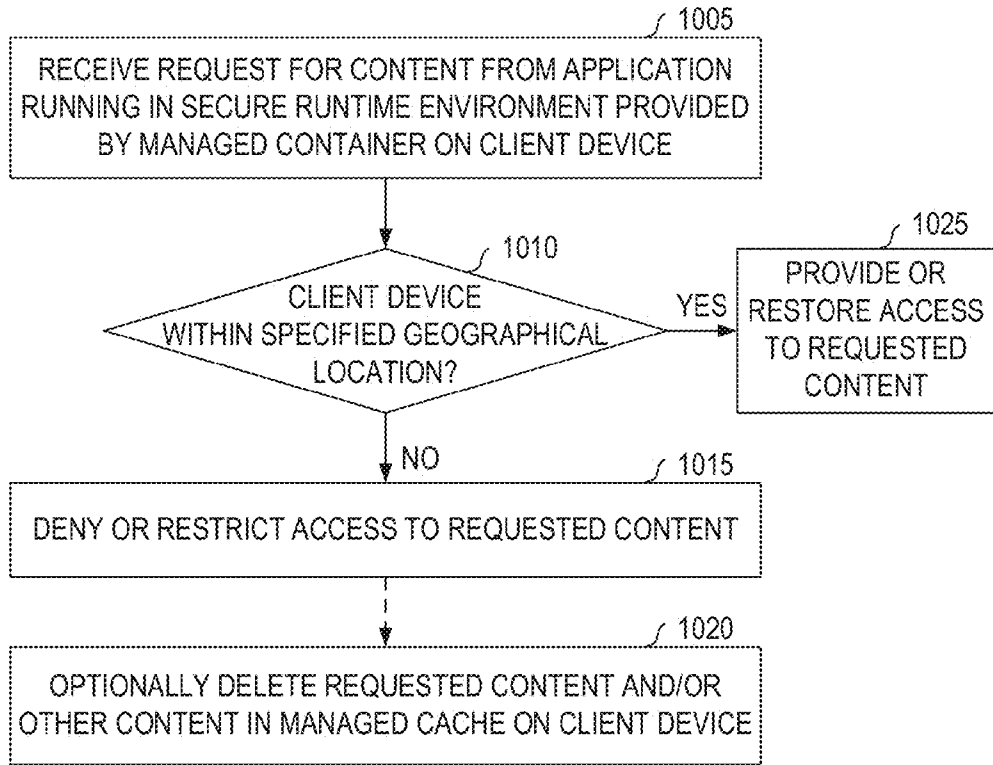 1005
RECEIVE REQUEST FOR CONTENT FROM APPLICATION
RUNNING IN SECURE RUNTIME ENVIRONMENT PROVIDED
BY MANAGED CONTAINER ON CLIENT DEVICE
1010
CLIENT DEVICE
WITHIN SPECIFIED GEOGRAPHICAL
LOCATION?
YES
1025
PROVIDE OR
RESTORE ACCESS
TO REQUESTED
CONTENT
NO
1015
DENY OR RESTRICT ACCESS TO REQUESTED CONTENT
1020
OPTIONALLY DELETE REQUESTED CONTENT AND/OR
OTHER CONTENT IN MANAGED CACHE ON CLIENT DEVICE